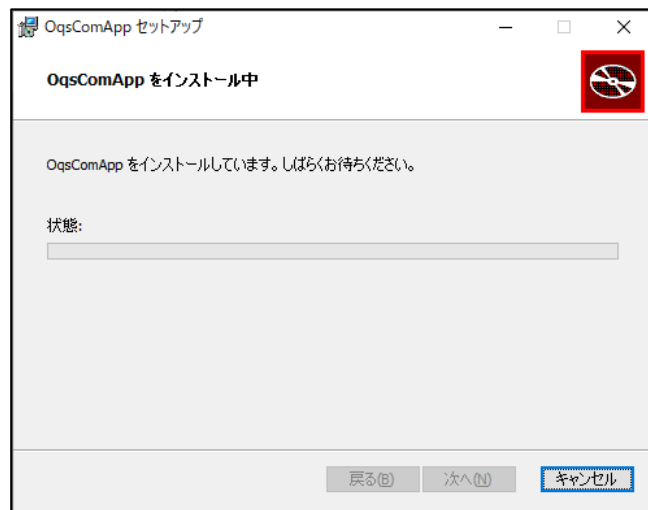 OqsComApp セットアップ
OqsComApp をインストール中
OqsComApp をインストールしています。しばらくお待ちください。
状態:
戻る(B)
次へ(N)
キャンセル